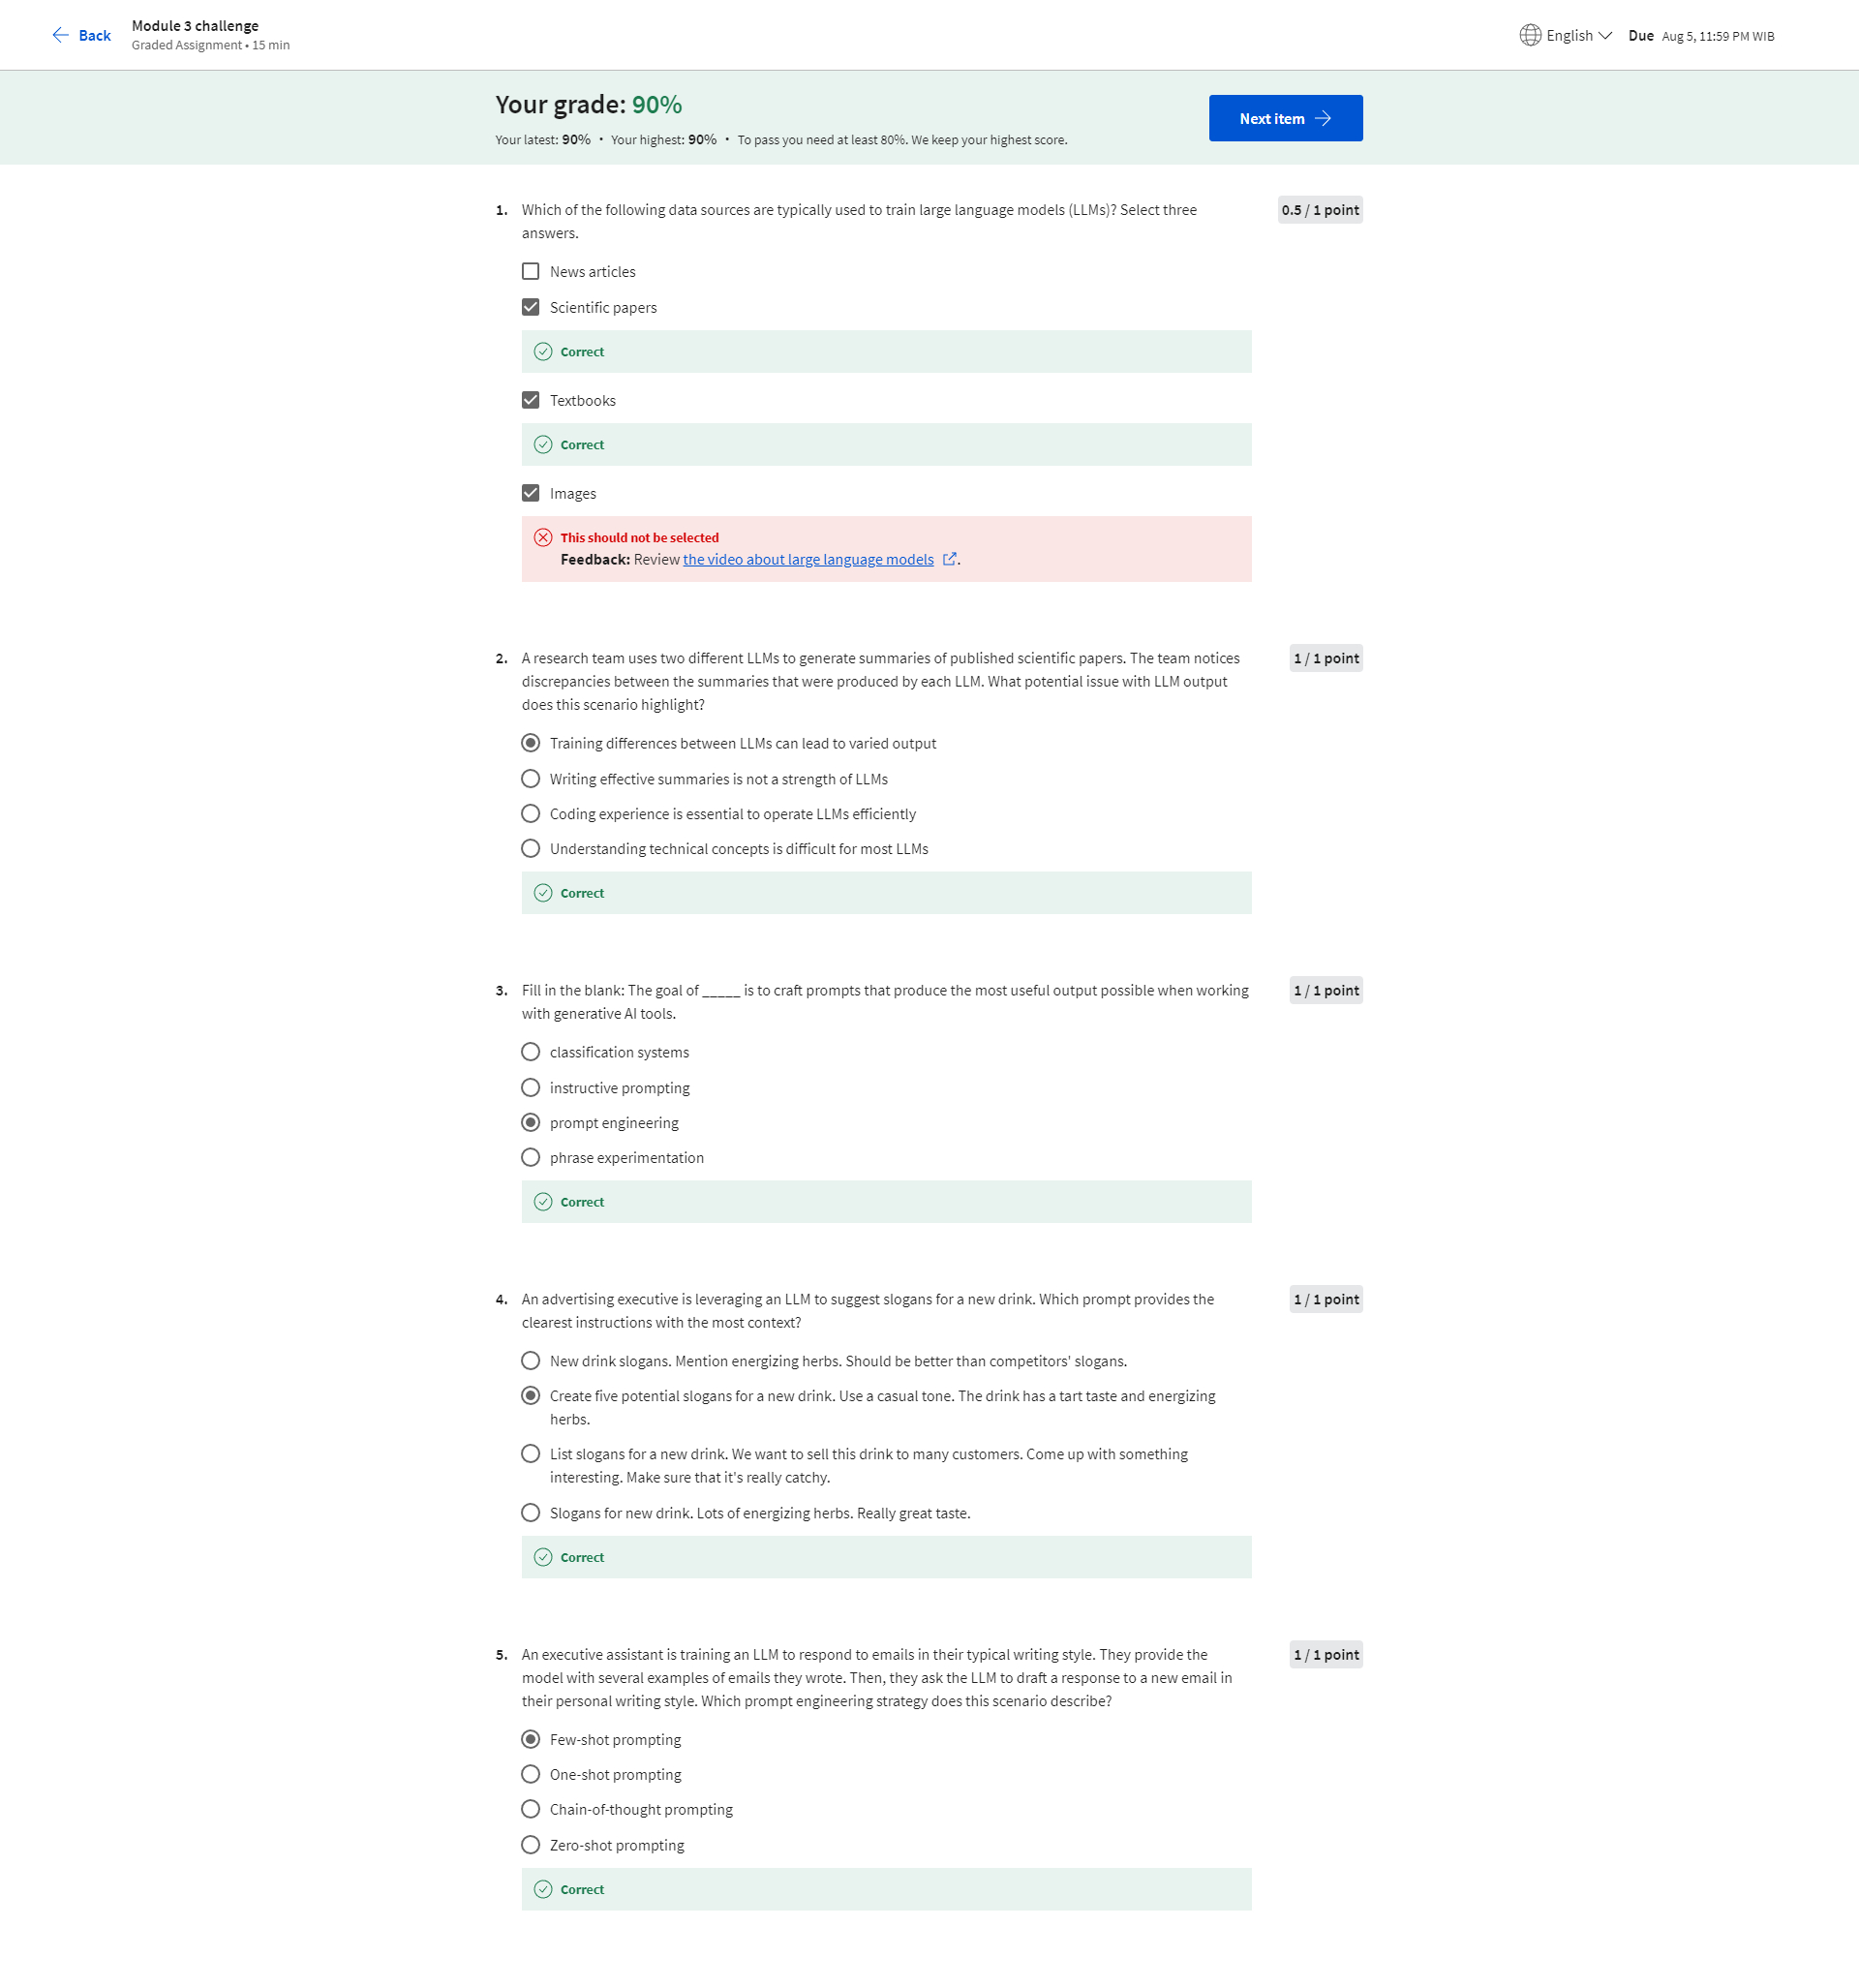 Back
Module 3 challenge
Graded Assignment • 15 min
English
Due Aug 5, 11:59 PM WIB
Your grade: 90%
Your latest: 90% • Your highest: 90% • To pass you need at least 80%. We keep your highest score.
Next item
1. Which of the following data sources are typically used to train large language models (LLMs)? Select three
answers.
0.5 / 1 point
News articles
Scientific papers
Correct
Textbooks
Correct
Images
This should not be selected
Feedback: Review the video about large language models .
2. A research team uses two different LLMs to generate summaries of published scientific papers. The team notices
discrepancies between the summaries that were produced by each LLM. What potential issue with LLM output
does this scenario highlight?
1 / 1 point
Training differences between LLMs can lead to varied output
Writing effective summaries is not a strength of LLMs
Coding experience is essential to operate LLMs efficiently
Understanding technical concepts is difficult for most LLMs
Correct
3. Fill in the blank: The goal of _____ is to craft prompts that produce the most useful output possible when working
with generative AI tools.
1 / 1 point
classification systems
instructive prompting
prompt engineering
phrase experimentation
Correct
4. An advertising executive is leveraging an LLM to suggest slogans for a new drink. Which prompt provides the
clearest instructions with the most context?
1 / 1 point
New drink slogans. Mention energizing herbs. Should be better than competitors' slogans.
Create five potential slogans for a new drink. Use a casual tone. The drink has a tart taste and energizing
herbs.
List slogans for a new drink. We want to sell this drink to many customers. Come up with something
interesting. Make sure that it's really catchy.
Slogans for new drink. Lots of energizing herbs. Really great taste.
Correct
5. An executive assistant is training an LLM to respond to emails in their typical writing style. They provide the
model with several examples of emails they wrote. Then, they ask the LLM to draft a response to a new email in
their personal writing style. Which prompt engineering strategy does this scenario describe?
1 / 1 point
Few-shot prompting
One-shot prompting
Chain-of-thought prompting
Zero-shot prompting
Correct